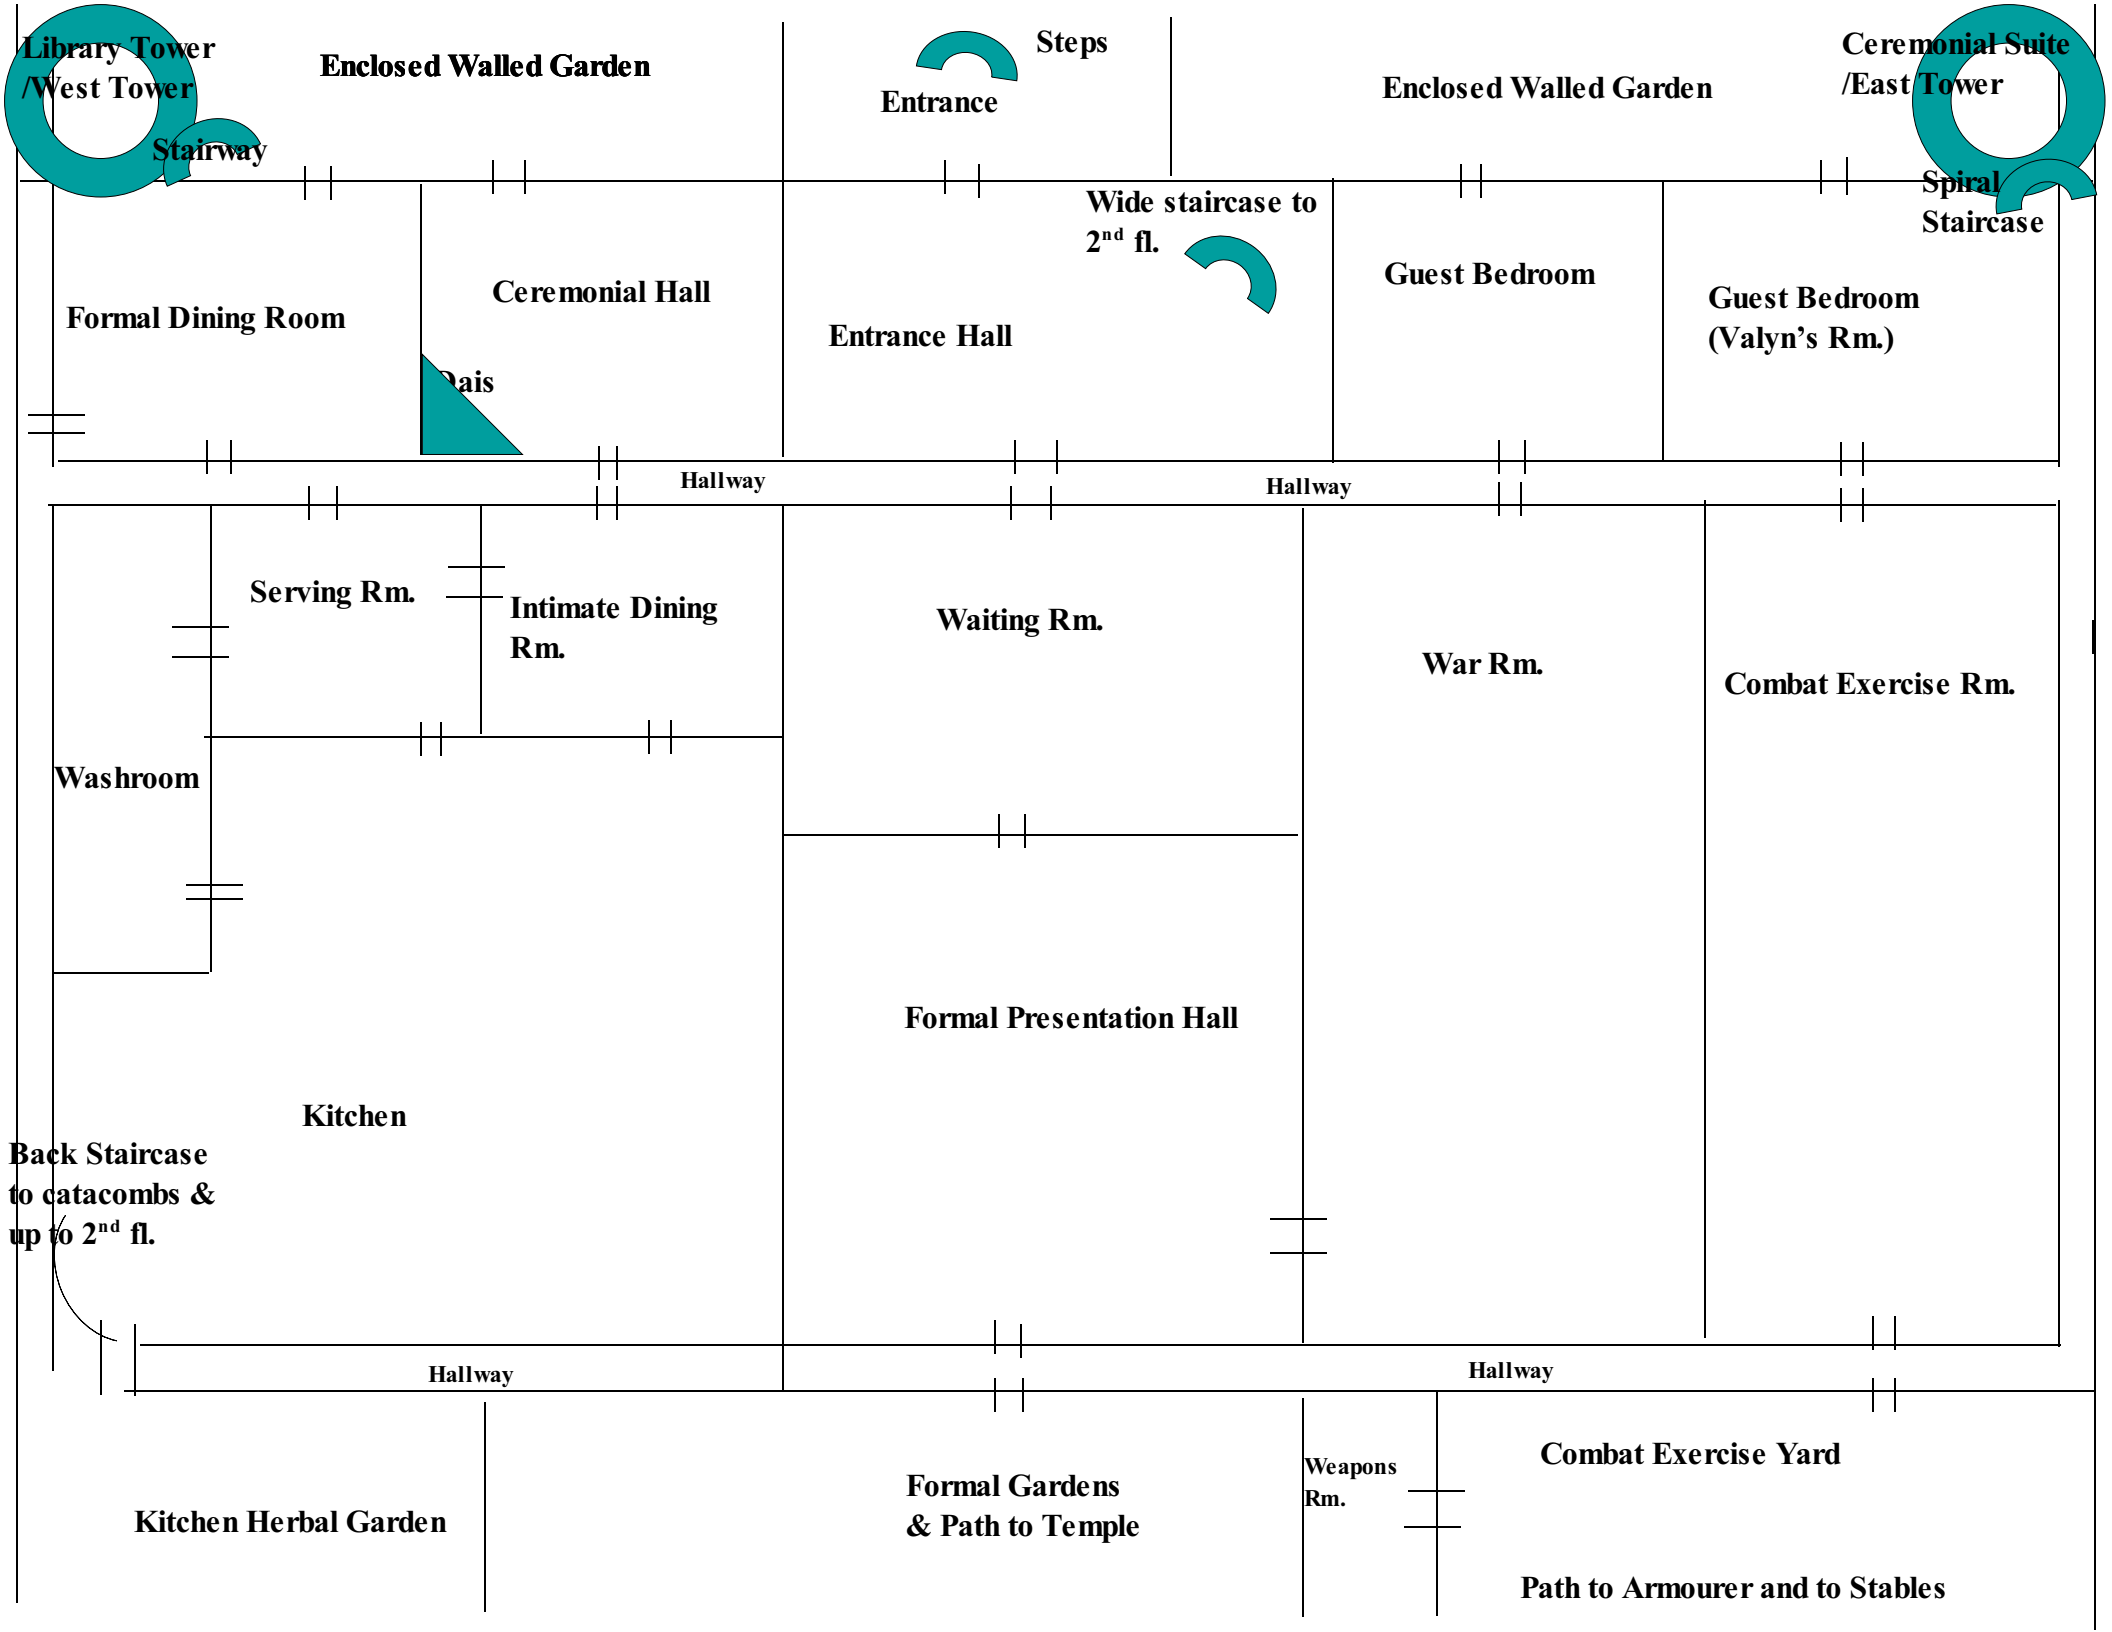 Library Tower
/West Tower
Stairway
Enclosed Walled Garden
Steps
Entrance
Enclosed Walled Garden
Ceremonial Suite
/East Tower
Spiral
Staircase
Wide staircase to
2nd fl.
Formal Dining Room
Ceremonial Hall
Dais
Entrance Hall
Guest Bedroom
Guest Bedroom
(Valyn’s Rm.)
Hallway
Hallway
Serving Rm.
Intimate Dining
Rm.
Waiting Rm.
War Rm.
Combat Exercise Rm.
Washroom
Formal Presentation Hall
Kitchen
Back Staircase
to catacombs &
up to 2nd fl.
Hallway
Hallway
Kitchen Herbal Garden
Formal Gardens
& Path to Temple
Weapons
Rm.
Combat Exercise Yard
Path to Armourer and to Stables